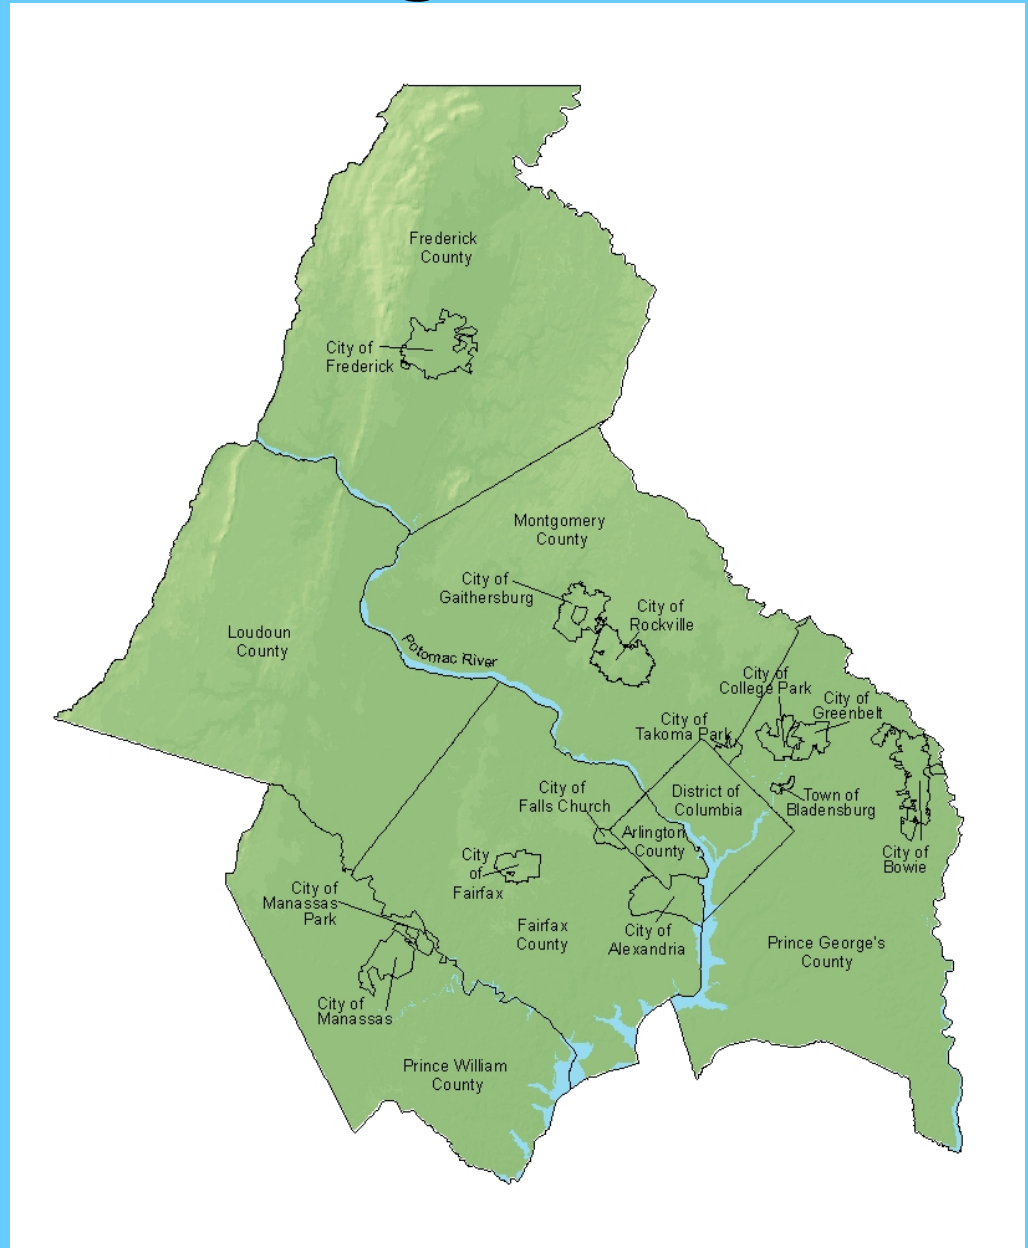 Frederick
County
City of
Frederick
Montgomery
County
City of
Gaithersburg
City of
Rockville
Loudoun
County
Potomac River
City of
College Park
City of
Greenbelt
City of
Takoma Park
City of
Falls Church
District of
Columbia
Town of
Bladensburg
Arlington
County
City of
Bowie
City
of
Fairfax
City of
Manassas
Park
Fairfax
County
City of
Alexandria
Prince George's
County
City of
Manassas
Prince William
County